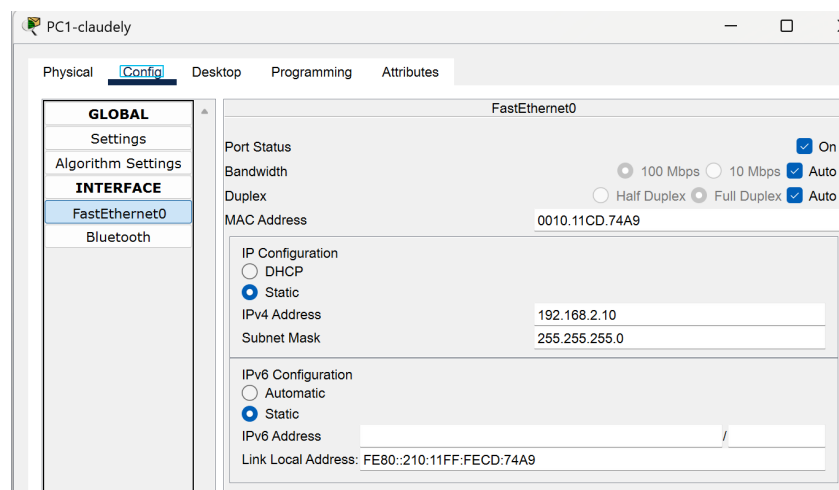 PC1-claudely
Physical Config Desktop Programming Attributes
GLOBAL
Settings
Algorithm Settings
INTERFACE
FastEthernet0
Bluetooth
FastEthernet0
Port Status On
Bandwidth 100 Mbps 10 Mbps Auto
Duplex Half Duplex Full Duplex Auto
MAC Address 0010.11CD.74A9
IP Configuration
DHCP
Static
IPv4 Address 192.168.2.10
Subnet Mask 255.255.255.0
IPv6 Configuration
Automatic
Static
IPv6 Address /
Link Local Address: FE80::210:11FF:FECD:74A9